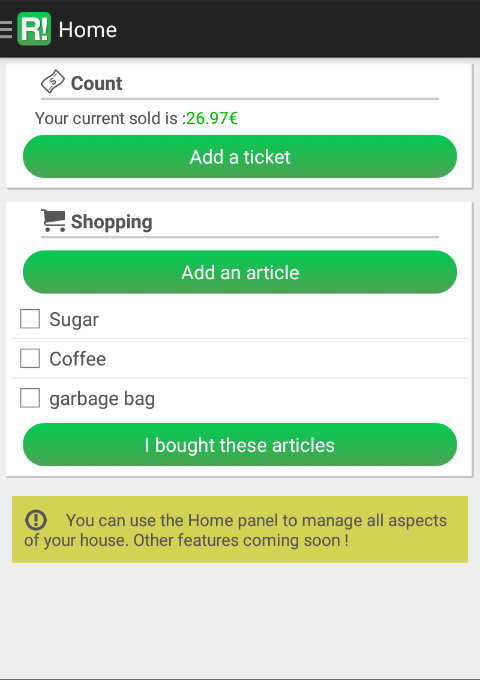 R! Home
Count
Your current sold is :26.97€
Add a ticket
Shopping
Add an article
Sugar
Coffee
garbage bag
I bought these articles
You can use the Home panel to manage all aspects
of your house. Other features coming soon !